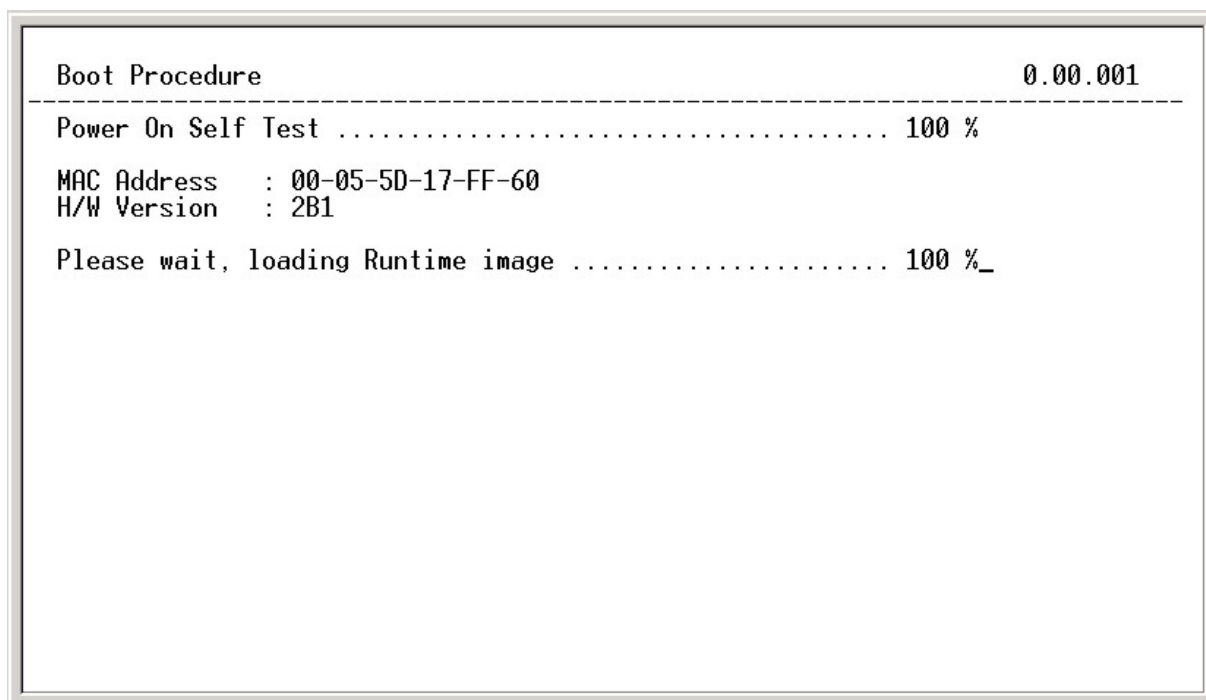 Boot Procedure 0.00.001
--------------------------------------------------------------------------------
Power On Self Test ...................................... 100 %
MAC Address : 00-05-5D-17-FF-60
H/W Version : 2B1
Please wait, loading Runtime image ...................... 100 %_